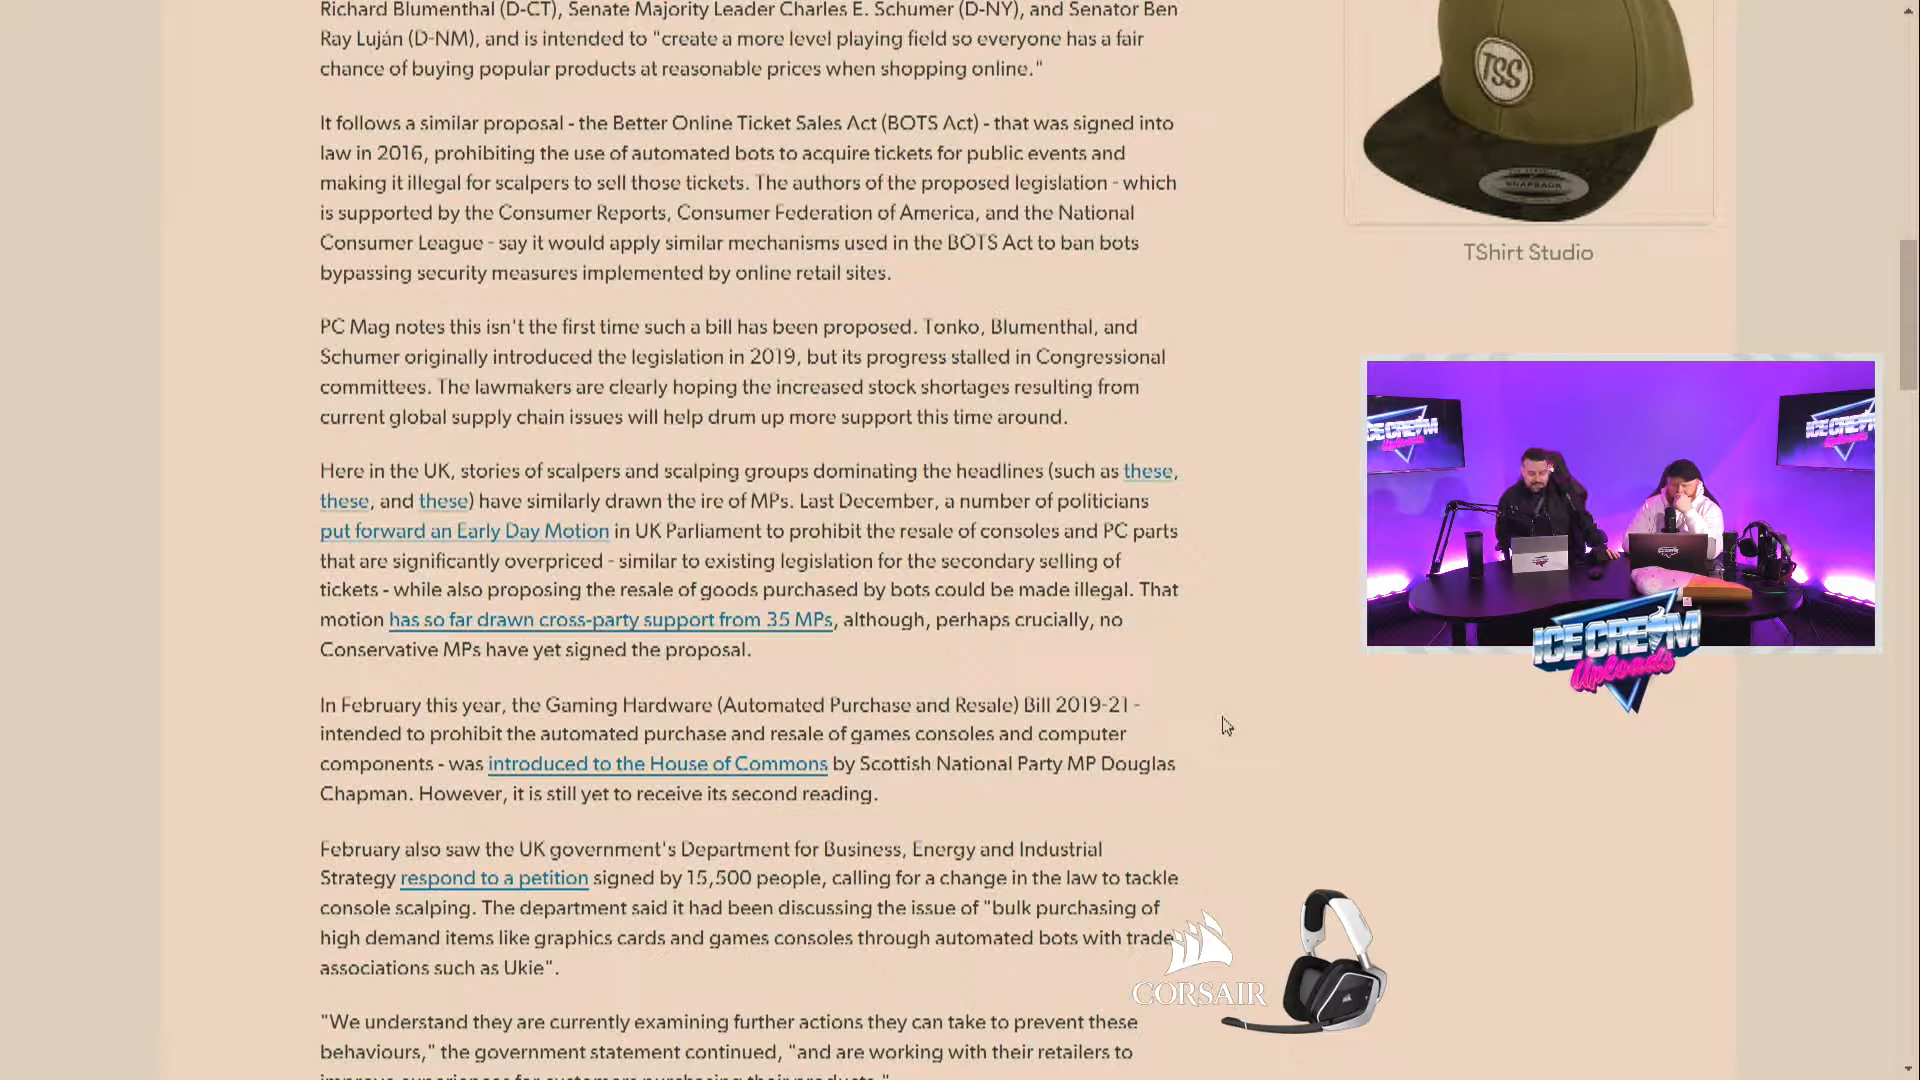 Richard Blumenthal (D-CT), Senate Majority Leader Charles E. Schumer (D-NY), and Senator Ben
Ray Luján (D-NM), and is intended to "create a more level playing field so everyone has a fair
chance of buying popular products at reasonable prices when shopping online."
It follows a similar proposal - the Better Online Ticket Sales Act (BOTS Act) - that was signed into
law in 2016, prohibiting the use of automated bots to acquire tickets for public events and
making it illegal for scalpers to sell those tickets. The authors of the proposed legislation - which
is supported by the Consumer Reports, Consumer Federation of America, and the National
Consumer League - say it would apply similar mechanisms used in the BOTS Act to ban bots
bypassing security measures implemented by online retail sites.
PC Mag notes this isn't the first time such a bill has been proposed. Tonko, Blumenthal, and
Schumer originally introduced the legislation in 2019, but its progress stalled in Congressional
committees. The lawmakers are clearly hoping the increased stock shortages resulting from
current global supply chain issues will help drum up more support this time around.
Here in the UK, stories of scalpers and scalping groups dominating the headlines (such as these,
these, and these) have similarly drawn the ire of MPs. Last December, a number of politicians
put forward an Early Day Motion in UK Parliament to prohibit the resale of consoles and PC parts
that are significantly overpriced - similar to existing legislation for the secondary selling of
tickets - while also proposing the resale of goods purchased by bots could be made illegal. That
motion has so far drawn cross-party support from 35 MPs, although, perhaps crucially, no
Conservative MPs have yet signed the proposal.
In February this year, the Gaming Hardware (Automated Purchase and Resale) Bill 2019-21 -
intended to prohibit the automated purchase and resale of games consoles and computer
components - was introduced to the House of Commons by Scottish National Party MP Douglas
Chapman. However, it is still yet to receive its second reading.
February also saw the UK government's Department for Business, Energy and Industrial
Strategy respond to a petition signed by 15,500 people, calling for a change in the law to tackle
console scalping. The department said it had been discussing the issue of "bulk purchasing of
high demand items like graphics cards and games consoles through automated bots with trade
associations such as Ukie".
"We understand they are currently examining further actions they can take to prevent these
behaviours," the government statement continued, "and are working with their retailers to
TSS
SNAPBACK
TShirt Studio
ICE CREAM
ICE CREAM
Uploads
ICE CREAM
Uploads
CORSAIR